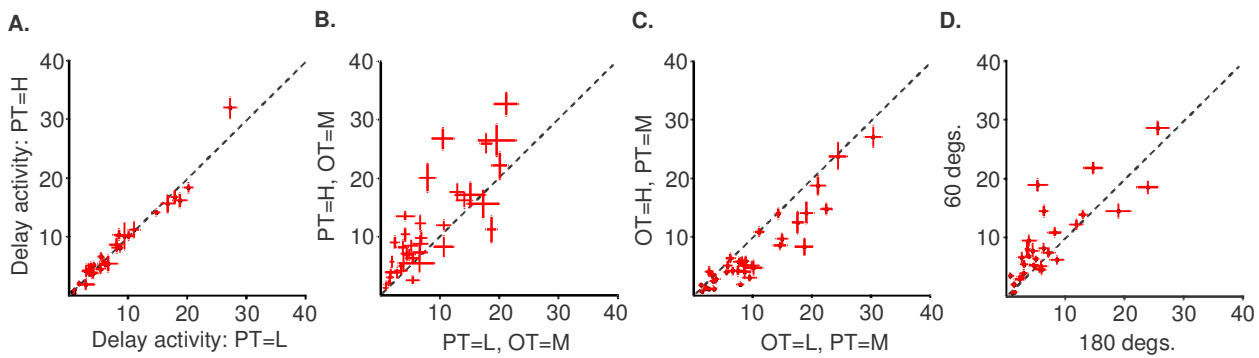 A.
B.
C.
D.
Delay activity: PT=H
40
30
20
10
10 20 30 40
Delay activity: PT=L
PT=H, OT=M
40
30
20
10
10 20 30 40
PT=L, OT=M
OT=H, PT=M
40
30
20
10
10 20 30 40
OT=L, PT=M
60 degs.
40
30
20
10
10 20 30 40
180 degs.